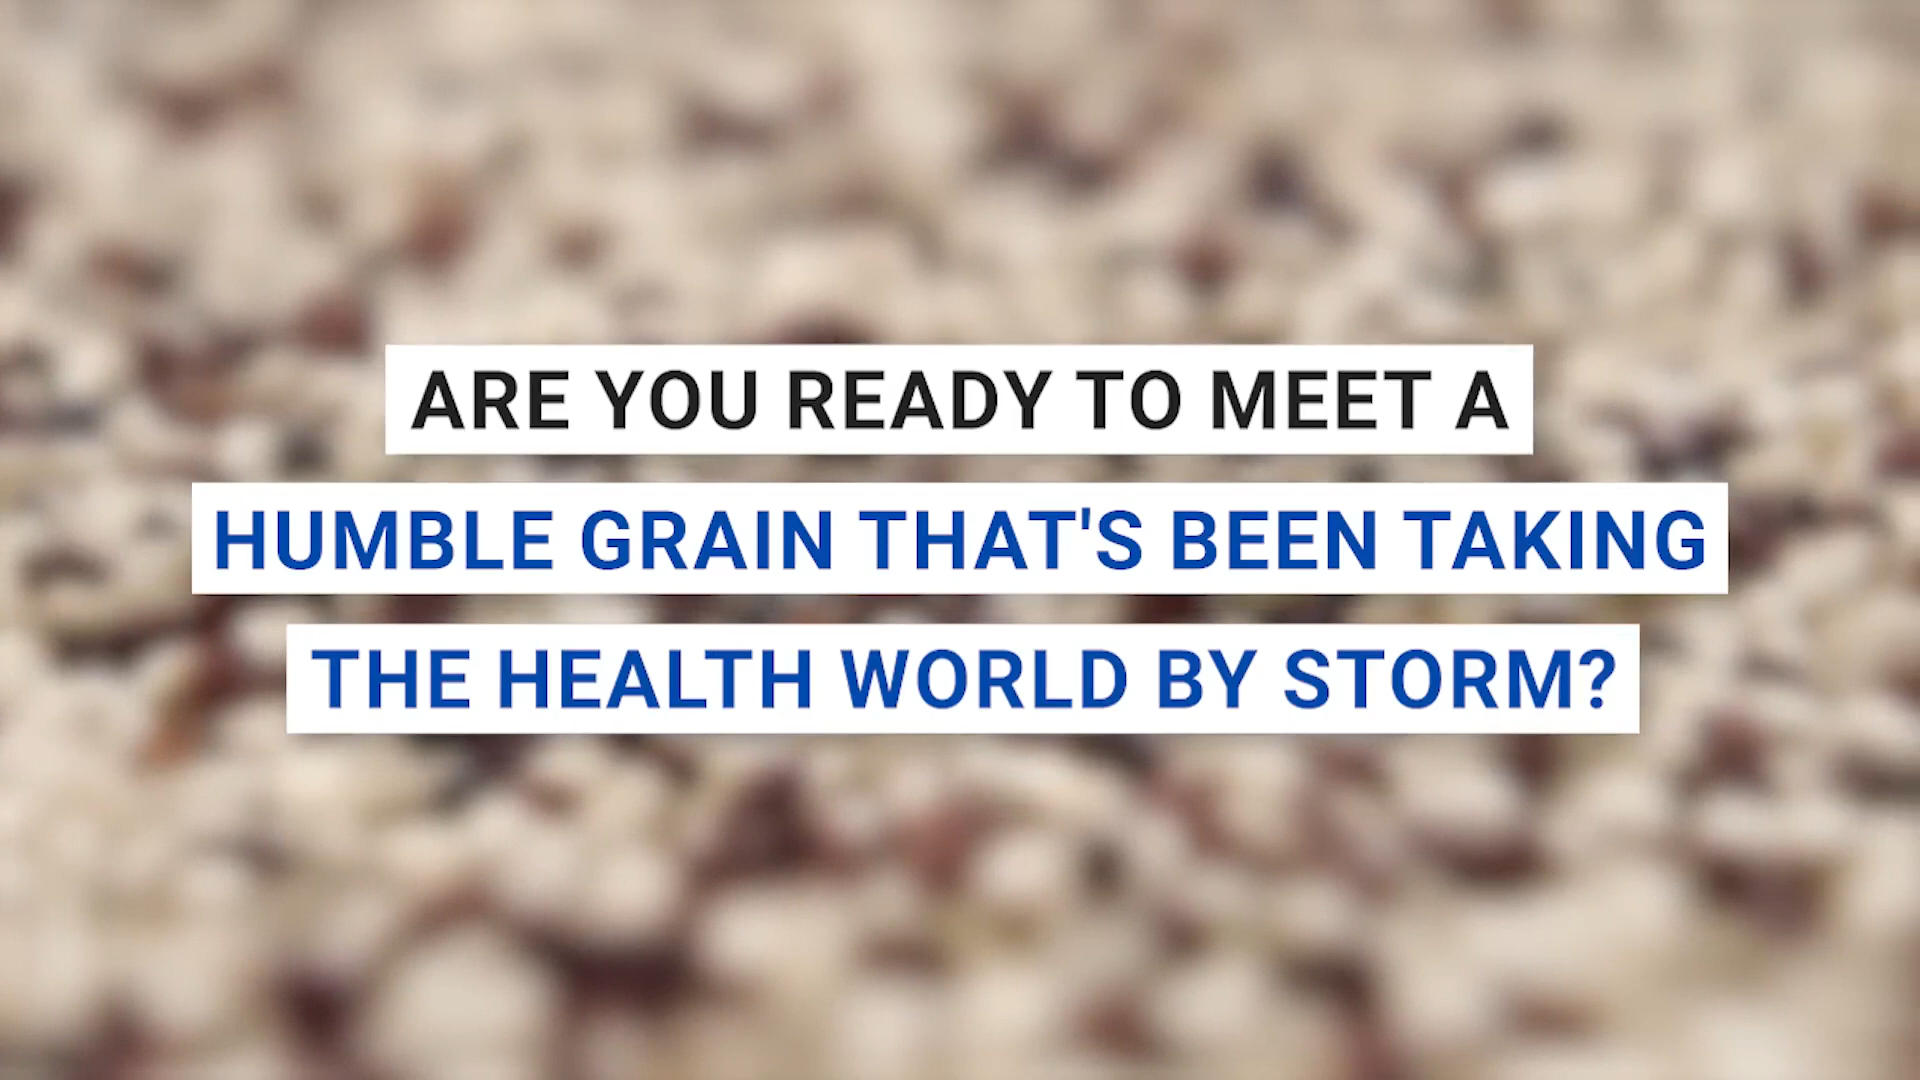 ARE YOU READY TO MEET A
HUMBLE GRAIN THAT'S BEEN TAKING
THE HEALTH WORLD BY STORM?